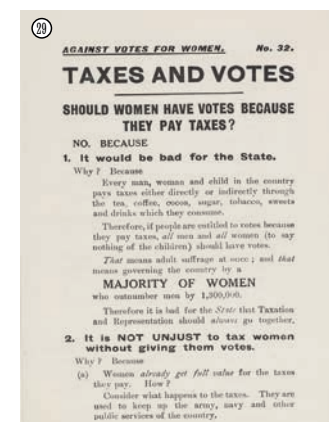 29
AGAINST VOTES FOR WOMEN. No. 32.
TAXES AND VOTES
SHOULD WOMEN HAVE VOTES BECAUSE
THEY PAY TAXES?
NO. BECAUSE
1. It would be bad for the State.
Why? Because
Every man, woman and child in the country
pays taxes either directly or indirectly through
the tea, coffee, cocoa, sugar, tobacco, sweets
and drinks which they consume.
Therefore, if people are entitled to votes because
they pay taxes, all men and all women (to say
nothing of the children) should have votes.
That means adult suffrage at once; and that
means governing the country by a
MAJORITY OF WOMEN
who outnumber men by 1,300,000.
Therefore it is bad for the State that Taxation
and Representation should always go together.
2. It is NOT UNJUST to tax women
without giving them votes.
Why? Because
(a) Women already get full value for the taxes
they pay. How?
Consider what happens to the taxes. They are
used to keep up the army, navy and other
public services of the country,